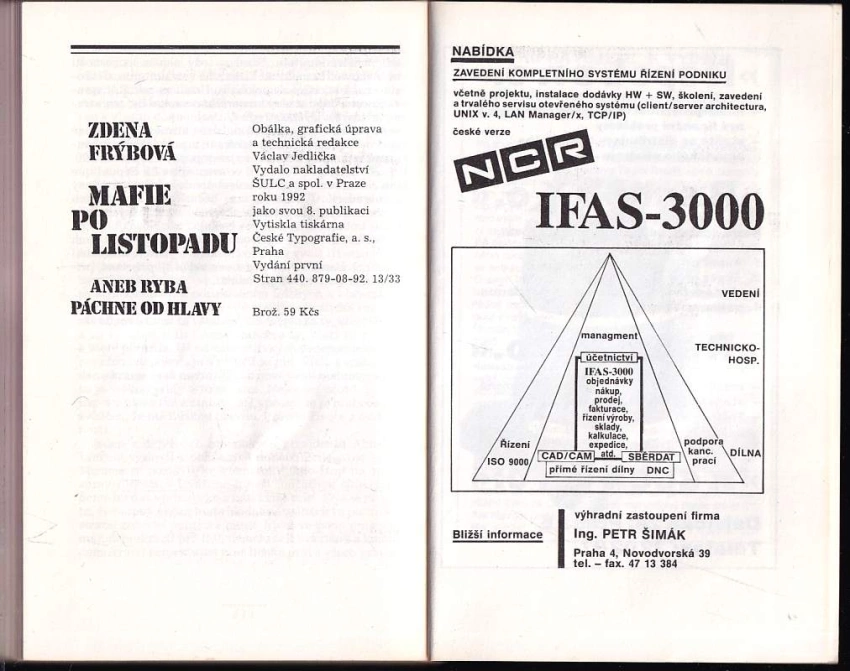 ZDENA
FRÝBOVÁ
MAFIE
PO
LISTOPADU
ANEB RYBA
PÁCHNE OD HLAVY
Obálka, grafická úprava
a technická redakce
Václav Jedlička
Vydalo nakladatelství
ŠULC a spol. v Praze
roku 1992
jako svou 8. publikaci
Vytiskla tiskárna
České Typografie, a. s.,
Praha
Vydání první
Stran 440. 879-08-92. 13/33
Brož. 59 Kčs
NABÍDKA
ZAVEDENÍ KOMPLETNÍHO SYSTÉMU ŘÍZENÍ PODNIKU
včetně projektu, instalace dodávky HW + SW, školení, zavedení
a trvalého servisu otevřeného systému (client/server architectura,
UNIX v. 4, LAN Manager/x, TCP/IP)
české verze
NCR
IFAS-3000
VEDENÍ
managment
TECHNICKO-
HOSP.
účetnictví
IFAS-3000
objednávky
nákup,
prodej,
fakturace,
řízení výroby,
sklady,
kalkulace,
expedice,
atd.
Řízení
ISO 9000
CAD/CAM
SBĚRDAT
přímé řízení dílny DNC
podpora
kanc.
prací
DÍLNA
Bližší informace
výhradní zastoupení firma
Ing. PETR ŠIMÁK
Praha 4, Novodvorská 39
tel. – fax. 47 13 384